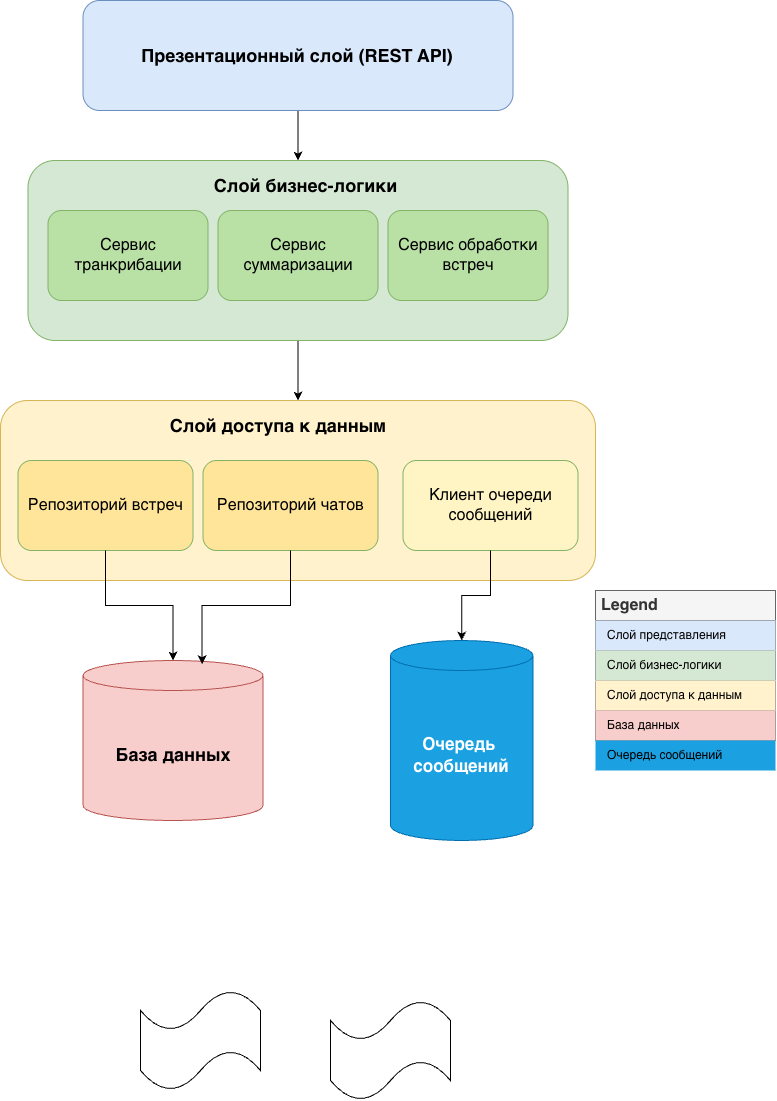 Презентационный слой (REST API)
Слой бизнес-логики
Сервис
транкрибации
Сервис
суммаризации
Сервис обработки
встреч
Слой доступа к данным
Репозиторий встреч
Репозиторий чатов
Клиент очереди
сообщений
Legend
Слой представления
Слой бизнес-логики
Слой доступа к данным
База данных
Очередь сообщений
База данных
Очередь
сообщений